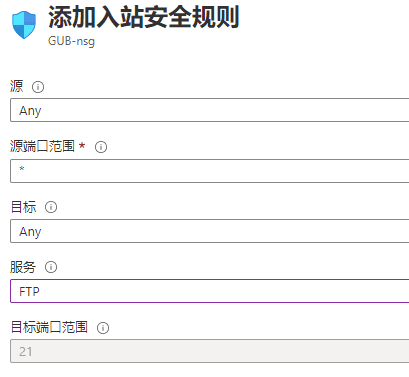 添加入站安全规则
GUB-nsg
源
Any
源端口范围 *
*
目标
Any
服务
FTP
目标端口范围
21